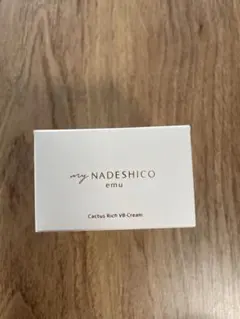 my NADESHICO
emu
Cactus Rich VB-Cream